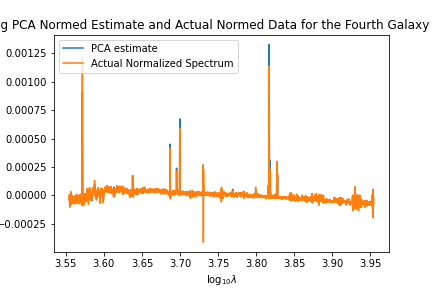 g PCA Normed Estimate and Actual Normed Data for the Fourth Galaxy
PCA estimate
Actual Normalized Spectrum
0.00125
0.00100
0.00075
0.00050
0.00025
0.00000
−0.00025
3.55 3.60 3.65 3.70 3.75 3.80 3.85 3.90 3.95
log₁₀λ